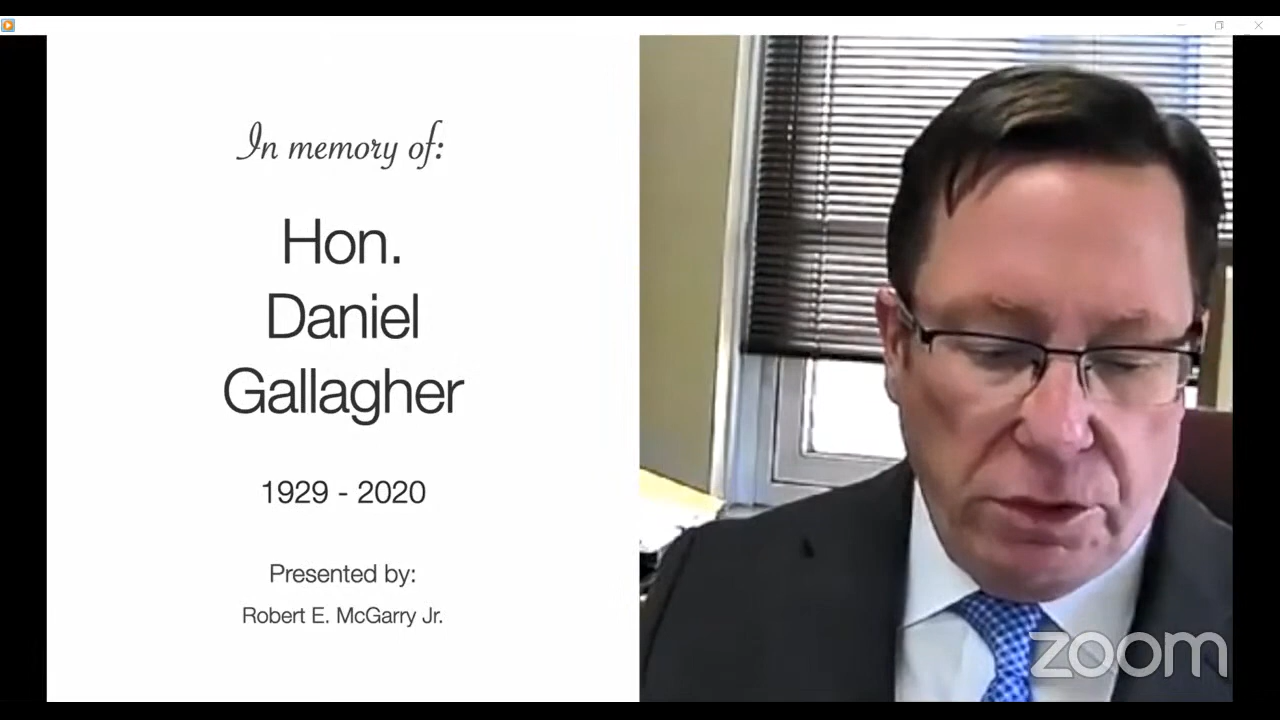 In memory of:
Hon.
Daniel
Gallagher
1929 - 2020
Presented by:
Robert E. McGarry Jr.
zoom